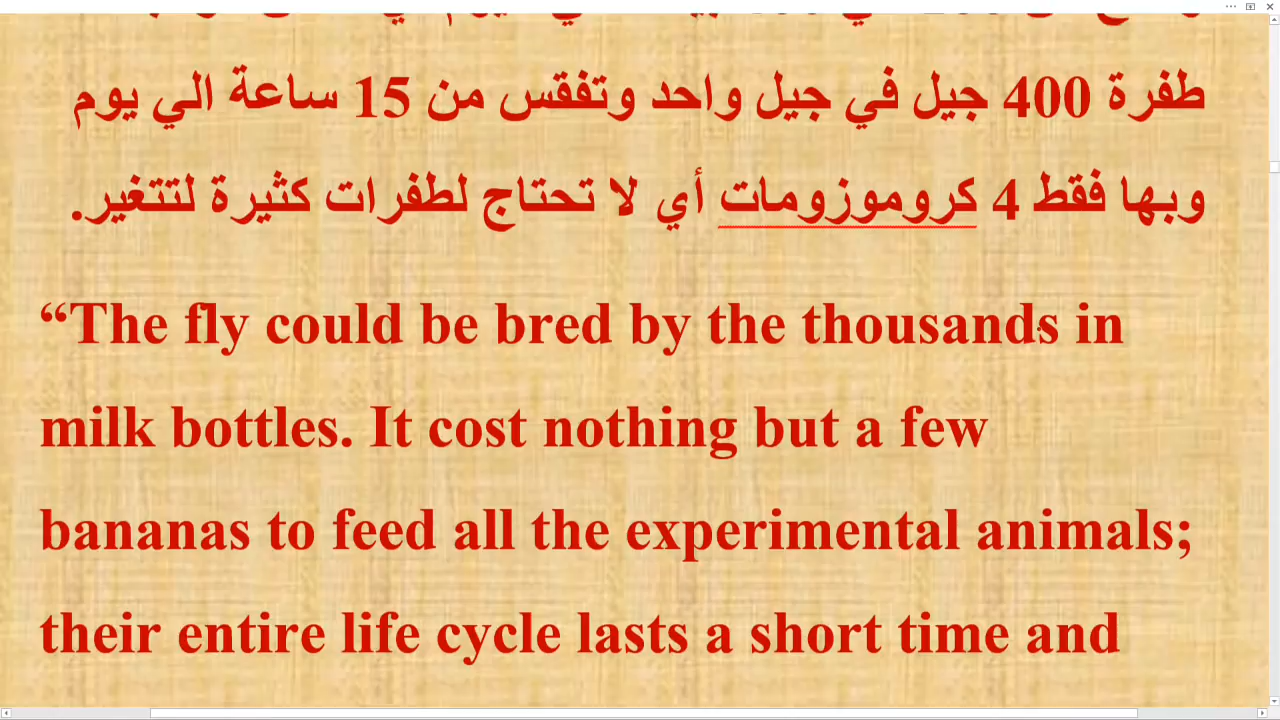 طفرة 400 جيل في جيل واحد وتفقس من 15 ساعة الي يوم
وبها فقط 4 كروموزومات أي لا تحتاج لطفرات كثيرة لتتغير.
“The fly could be bred by the thousands in
milk bottles. It cost nothing but a few
bananas to feed all the experimental animals;
their entire life cycle lasts a short time and